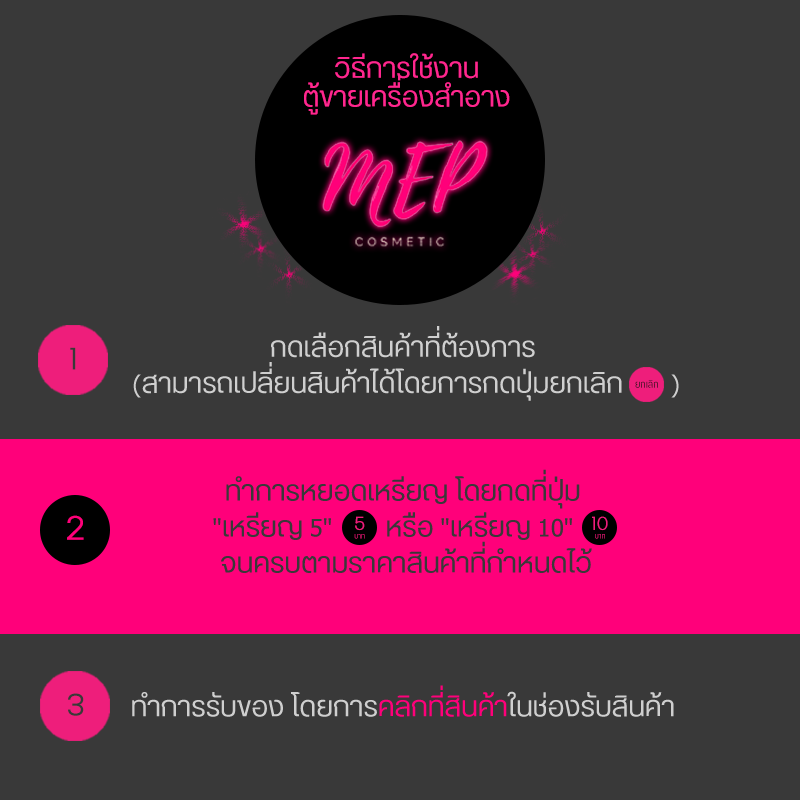 วิธีการใช้งาน
ตู้ขายเครื่องสำอาง
MEP
COSMETIC
1
กดเลือกสินค้าที่ต้องการ
(สามารถเปลี่ยนสินค้าได้โดยการกดปุ่มยกเลิก ยกเลิก )
2
ทำการหยอดเหรียญ โดยกดที่ปุ่ม
"เหรียญ 5" 5 บาท หรือ "เหรียญ 10" 10 บาท
จนครบตามราคาสินค้าที่กำหนดไว้
3
ทำการรับของ โดยการคลิกที่สินค้าในช่องรับสินค้า